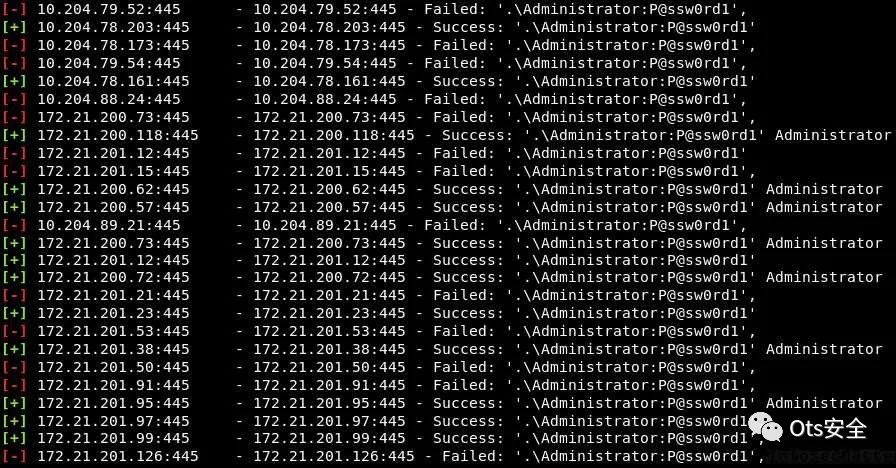 [-] 10.204.79.52:445 - 10.204.79.52:445 - Failed: '.\Administrator:P@ssw0rd1',
[+] 10.204.78.203:445 - 10.204.78.203:445 - Success: '.\Administrator:P@ssw0rd1'
[-] 10.204.78.173:445 - 10.204.78.173:445 - Failed: '.\Administrator:P@ssw0rd1',
[-] 10.204.79.54:445 - 10.204.79.54:445 - Failed: '.\Administrator:P@ssw0rd1',
[+] 10.204.78.161:445 - 10.204.78.161:445 - Success: '.\Administrator:P@ssw0rd1'
[-] 10.204.88.24:445 - 10.204.88.24:445 - Failed: '.\Administrator:P@ssw0rd1',
[-] 172.21.200.73:445 - 172.21.200.73:445 - Failed: '.\Administrator:P@ssw0rd1',
[+] 172.21.200.118:445 - 172.21.200.118:445 - Success: '.\Administrator:P@ssw0rd1' Administrator
[-] 172.21.201.12:445 - 172.21.201.12:445 - Failed: '.\Administrator:P@ssw0rd1'
[-] 172.21.201.15:445 - 172.21.201.15:445 - Failed: '.\Administrator:P@ssw0rd1',
[+] 172.21.200.62:445 - 172.21.200.62:445 - Success: '.\Administrator:P@ssw0rd1' Administrator
[+] 172.21.200.57:445 - 172.21.200.57:445 - Success: '.\Administrator:P@ssw0rd1' Administrator
[-] 10.204.89.21:445 - 10.204.89.21:445 - Failed: '.\Administrator:P@ssw0rd1',
[+] 172.21.200.73:445 - 172.21.200.73:445 - Success: '.\Administrator:P@ssw0rd1' Administrator
[+] 172.21.201.12:445 - 172.21.201.12:445 - Success: '.\Administrator:P@ssw0rd1'
[+] 172.21.200.72:445 - 172.21.200.72:445 - Success: '.\Administrator:P@ssw0rd1' Administrator
[-] 172.21.201.21:445 - 172.21.201.21:445 - Failed: '.\Administrator:P@ssw0rd1',
[+] 172.21.201.23:445 - 172.21.201.23:445 - Success: '.\Administrator:P@ssw0rd1'
[-] 172.21.201.53:445 - 172.21.201.53:445 - Failed: '.\Administrator:P@ssw0rd1',
[+] 172.21.201.38:445 - 172.21.201.38:445 - Success: '.\Administrator:P@ssw0rd1' Administrator
[-] 172.21.201.50:445 - 172.21.201.50:445 - Failed: '.\Administrator:P@ssw0rd1',
[-] 172.21.201.91:445 - 172.21.201.91:445 - Failed: '.\Administrator:P@ssw0rd1',
[+] 172.21.201.95:445 - 172.21.201.95:445 - Success: '.\Administrator:P@ssw0rd1' Administrator
[+] 172.21.201.97:445 - 172.21.201.97:445 - Success: '.\Administrator:P@ssw0rd1'
[+] 172.21.201.99:445 - 172.21.201.99:445 - Success: '.\Administrator:P@ssw0rd1'
Ots安全
[-] 172.21.201.126:445 - 172.21.201.126:445 - Failed: '.\Administrator:P@ssw0rd1',